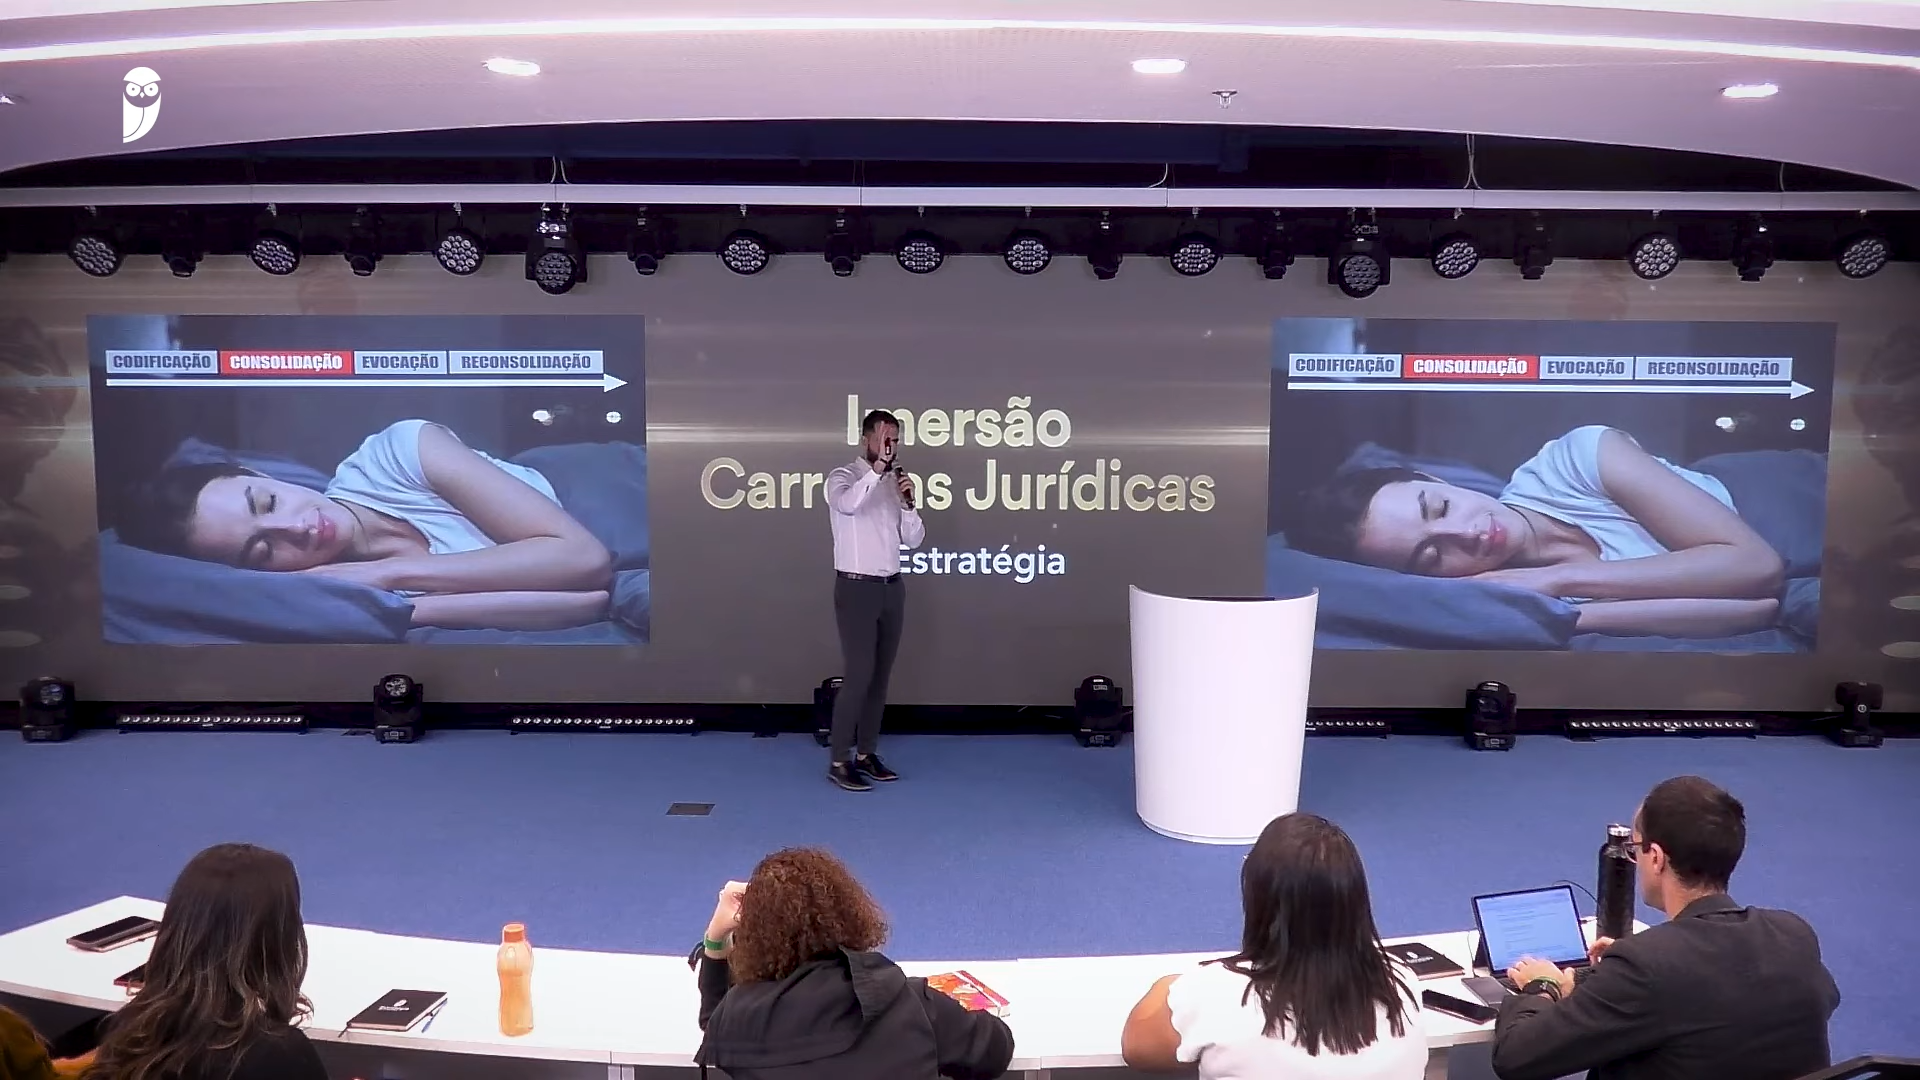 CODIFICAÇÃO CONSOLIDAÇÃO EVOCAÇÃO RECONSOLIDAÇÃO
Imersão
Carreiras Jurídicas
Estratégia
CODIFICAÇÃO CONSOLIDAÇÃO EVOCAÇÃO RECONSOLIDAÇÃO